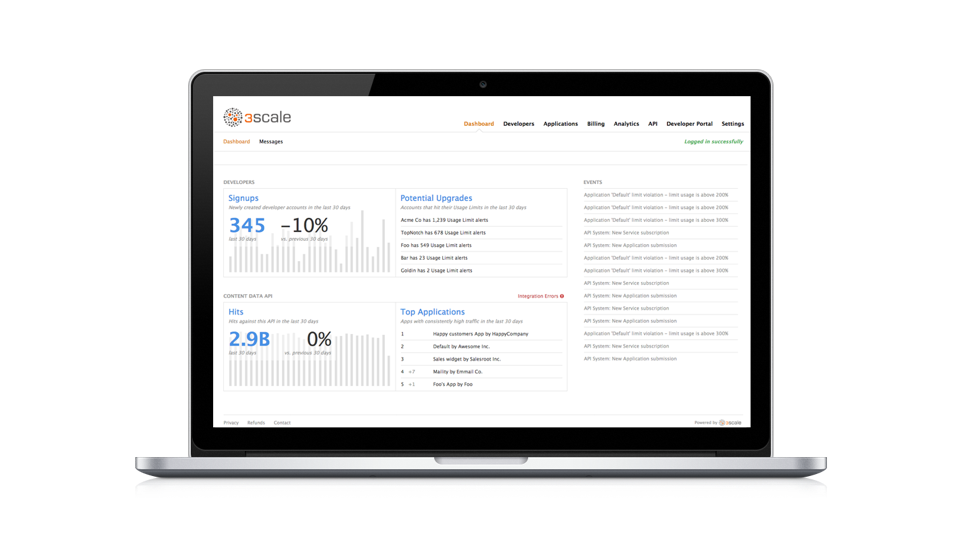 3scale
Dashboard Developers Applications Billing Analytics API Developer Portal Settings
Dashboard Messages
Logged in successfully
DEVELOPERS
Signups
Newly created developer accounts in the last 30 days
345 −10%
last 30 days vs. previous 30 days
Potential Upgrades
Accounts that hit their Usage Limits in the last 30 days
Acme Co has 1,239 Usage Limit alerts
TopNotch has 678 Usage Limit alerts
Foo has 549 Usage Limit alerts
Bar has 23 Usage Limit alerts
Goldin has 2 Usage Limit alerts
CONTENT DATA API
Integration Errors
Hits
Hits against this API in the last 30 days
2.9B 0%
last 30 days vs. previous 30 days
Top Applications
Apps with consistently high traffic in the last 30 days
1 Happy customers App by HappyCompany
2 Default by Awesome Inc.
3 Sales widget by Salesroot Inc.
4 +7 Maility by Emmail Co.
5 +1 Foo's App by Foo
EVENTS
Application 'Default' limit violation – limit usage is above 200%
Application 'Default' limit violation – limit usage is above 300%
Application 'Default' limit violation – limit usage is above 200%
API System: New Service subscription
API System: New Application submission
Application 'Default' limit violation – limit usage is above 200%
Application 'Default' limit violation – limit usage is above 300%
API System: New Service subscription
API System: New Application submission
API System: New Service subscription
API System: New Application submission
Application 'Default' limit violation – limit usage is above 300%
API System: New Service subscription
API System: New Application submission
Privacy Refunds Contact
Powered by 3scale